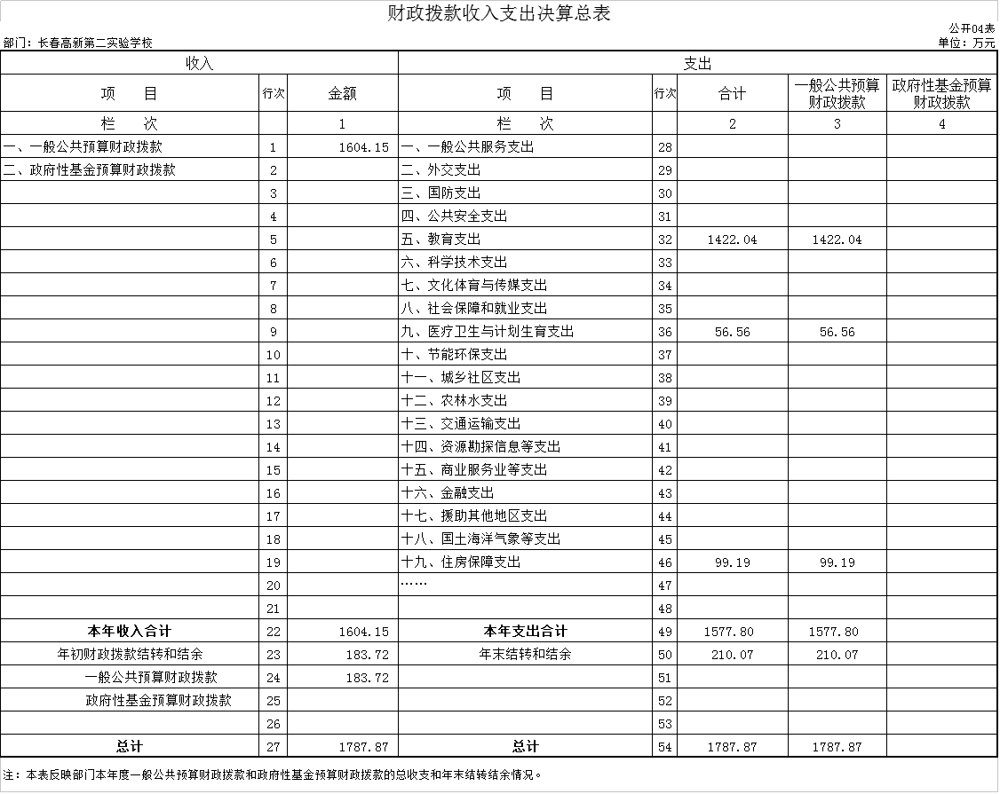 财政拨款收入支出决算总表
公开04表
部门：长春高新第二实验学校 单位：万元
收入 支出
项 目 行次 金额 项 目 行次 合计 一般公共预算财政拨款 政府性基金预算财政拨款
栏 次 1 栏 次 2 3 4
一、一般公共预算财政拨款 1 1604.15 一、一般公共服务支出 28
二、政府性基金预算财政拨款 2 二、外交支出 29
3 三、国防支出 30
4 四、公共安全支出 31
5 五、教育支出 32 1422.04 1422.04
6 六、科学技术支出 33
7 七、文化体育与传媒支出 34
8 八、社会保障和就业支出 35
9 九、医疗卫生与计划生育支出 36 56.56 56.56
10 十、节能环保支出 37
11 十一、城乡社区支出 38
12 十二、农林水支出 39
13 十三、交通运输支出 40
14 十四、资源勘探信息等支出 41
15 十五、商业服务业等支出 42
16 十六、金融支出 43
17 十七、援助其他地区支出 44
18 十八、国土海洋气象等支出 45
19 十九、住房保障支出 46 99.19 99.19
20 …… 47
21 48
本年收入合计 22 1604.15 本年支出合计 49 1577.80 1577.80
年初财政拨款结转和结余 23 183.72 年末结转和结余 50 210.07 210.07
一般公共预算财政拨款 24 183.72 51
政府性基金预算财政拨款 25 52
26 53
总计 27 1787.87 总计 54 1787.87 1787.87
注：本表反映部门本年度一般公共预算财政拨款和政府性基金预算财政拨款的总收支和年末结转结余情况。